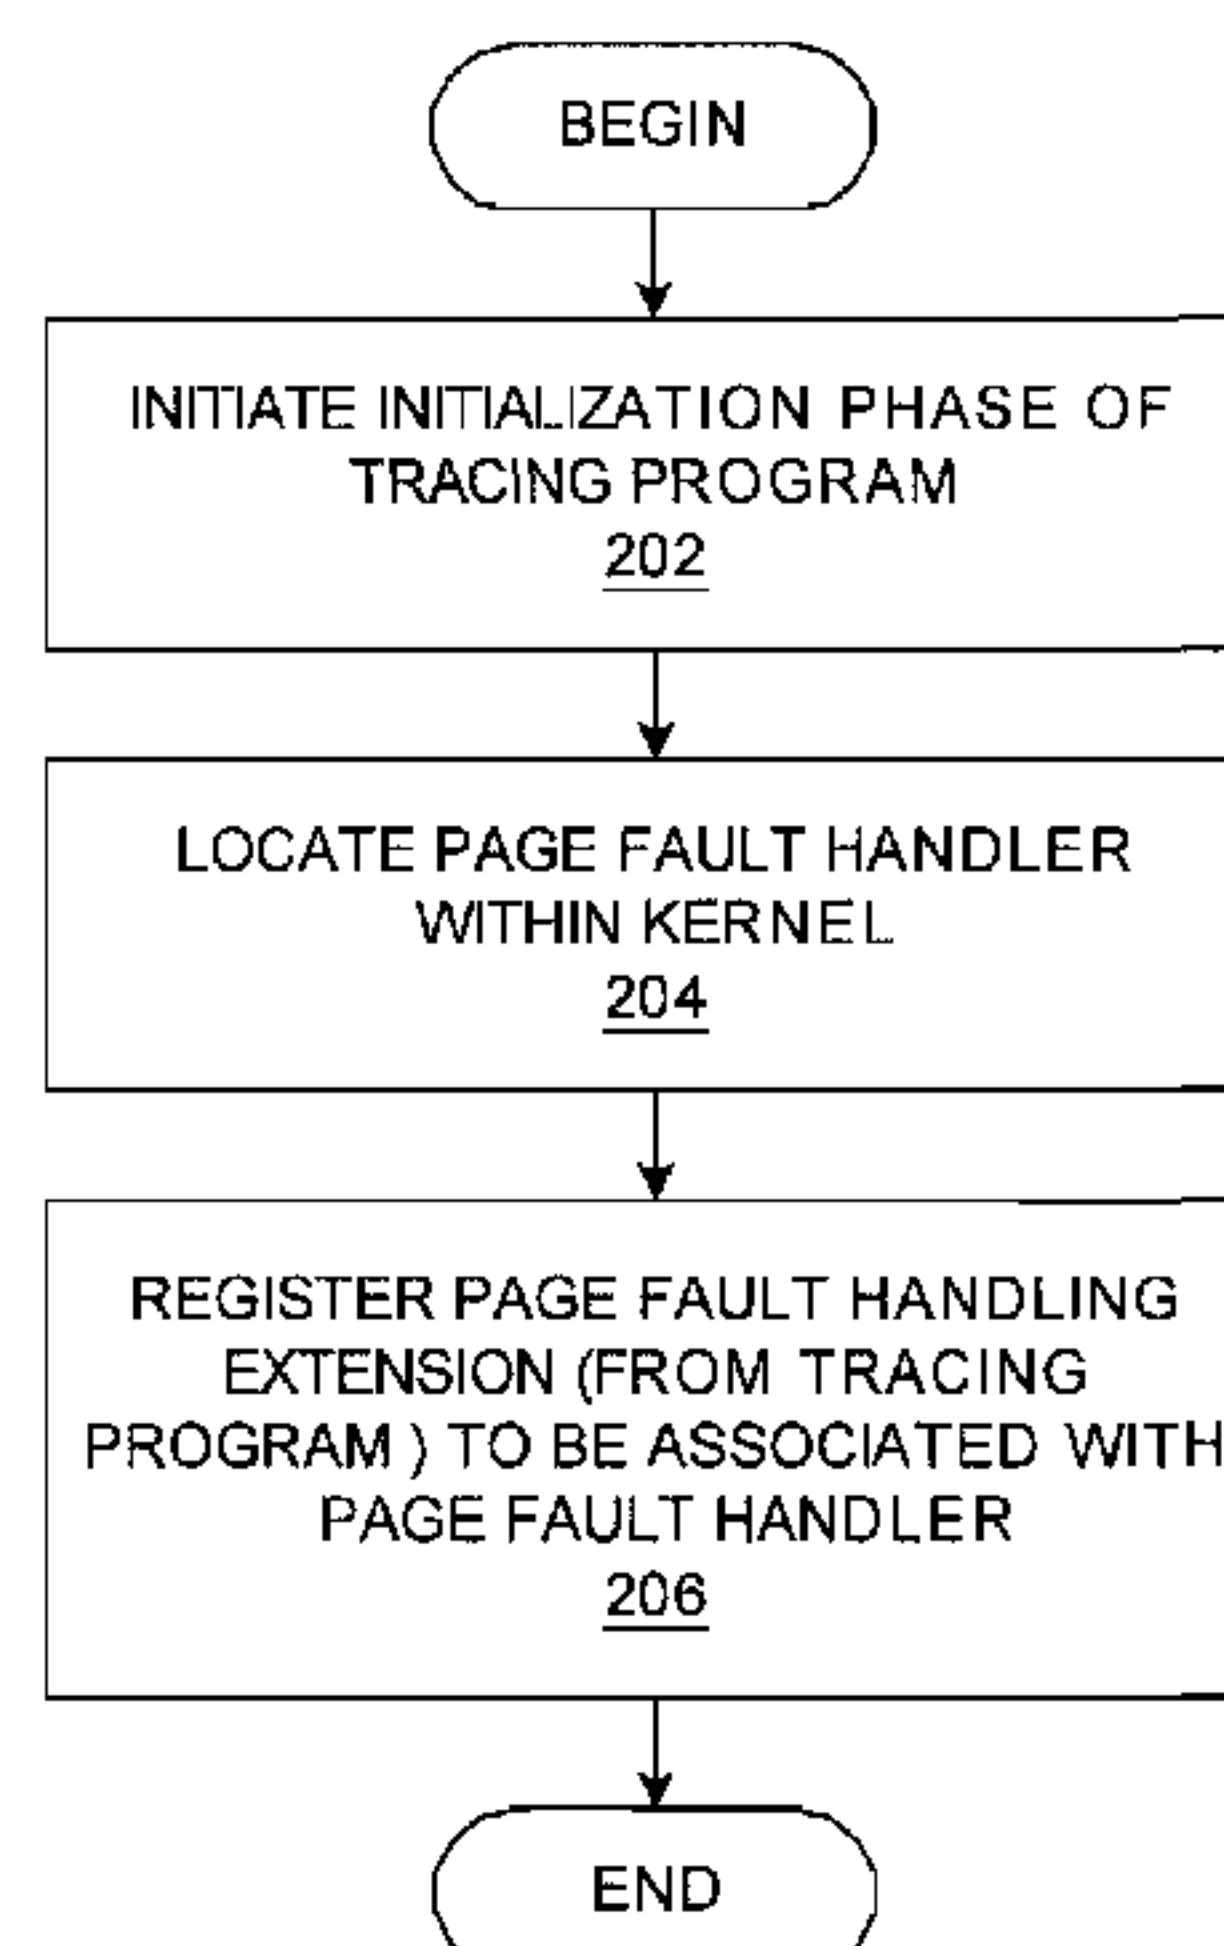 BEGIN
INITIATE INITIALIZATION PHASE OF
TRACING PROGRAM
202
LOCATE PAGE FAULT HANDLER
WITHIN KERNEL
204
REGISTER PAGE FAULT HANDLING
EXTENSION (FROM TRACING
PROGRAM) TO BE ASSOCIATED WITH
PAGE FAULT HANDLER
206
END